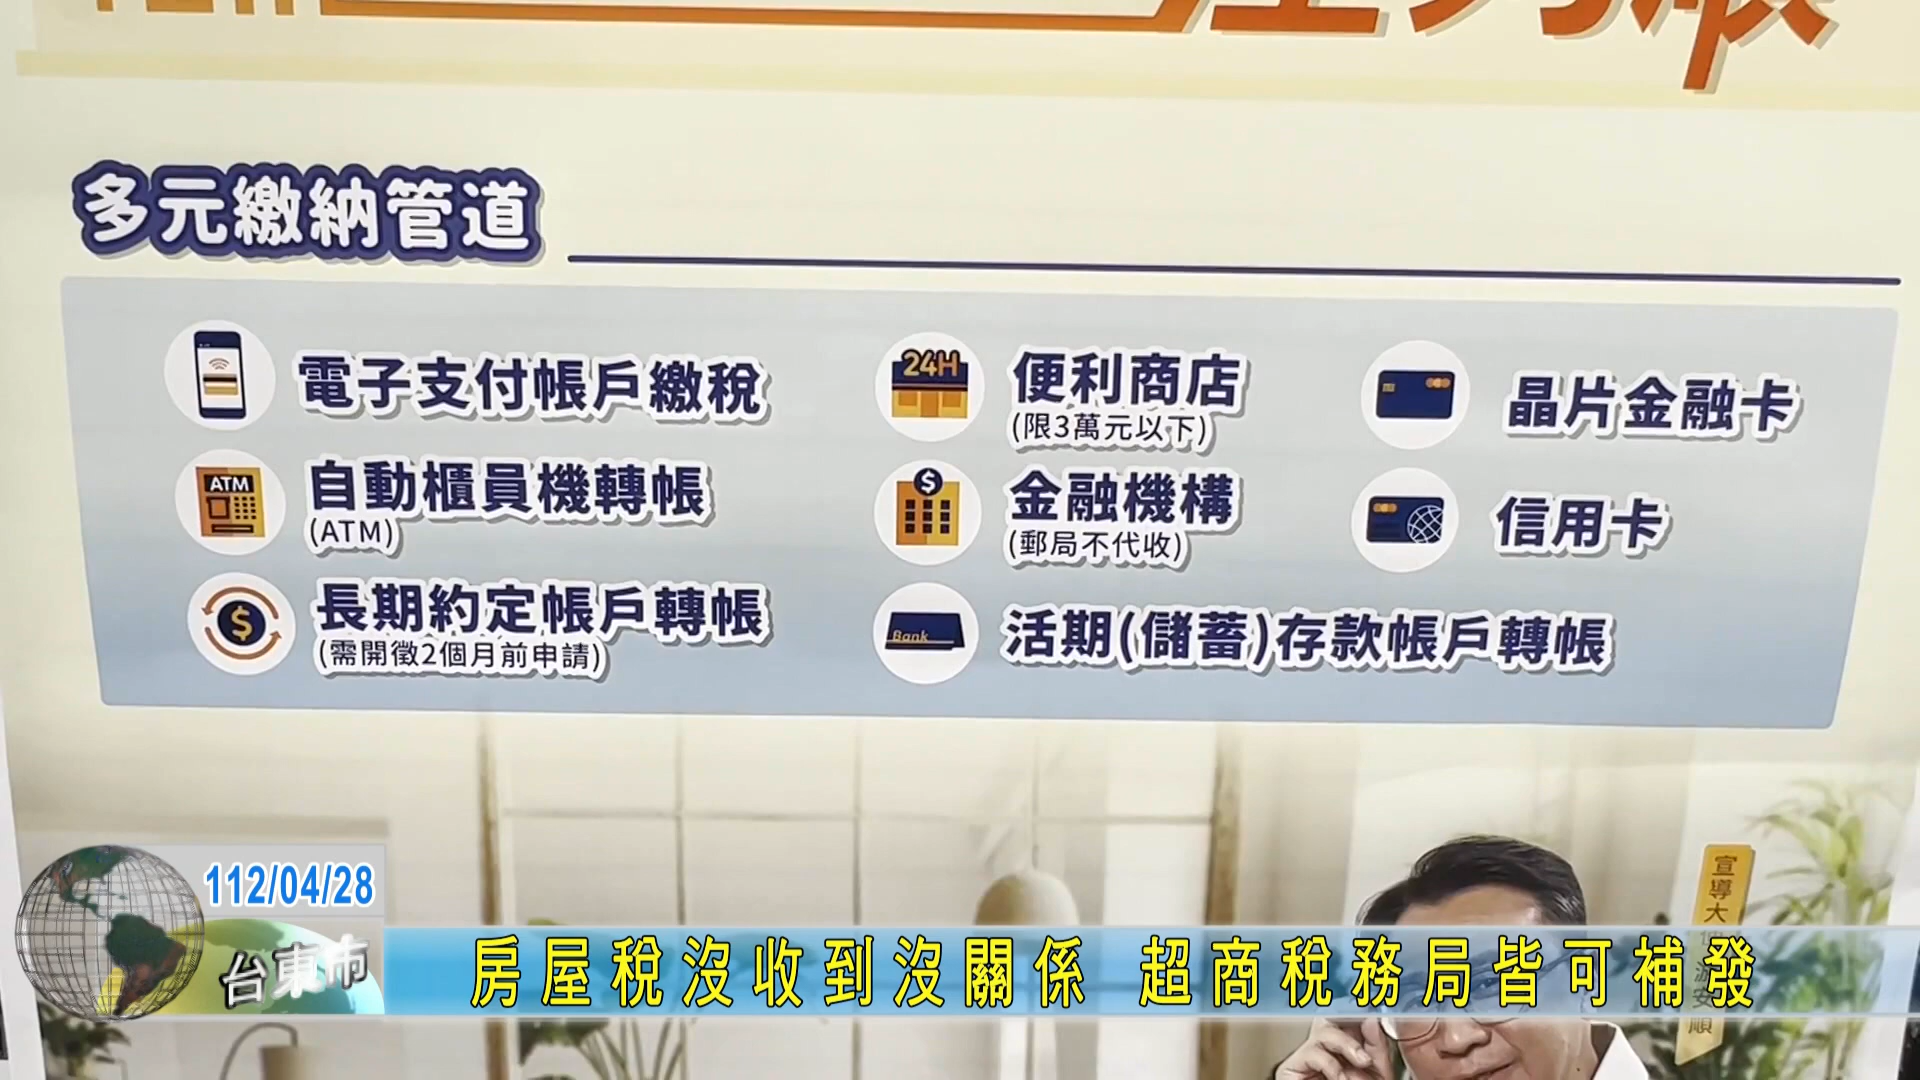 多元繳納管道
電子支付帳戶繳稅
24H
便利商店
(限3萬元以下)
晶片金融卡
ATM
自動櫃員機轉帳
(ATM)
$
金融機構
(郵局不代收)
信用卡
$
長期約定帳戶轉帳
(需開徵2個月前申請)
Bank
活期(儲蓄)存款帳戶轉帳
112/04/28
台東市
房屋稅沒收到沒關係 超商稅務局皆可補發
宣導大
游安順